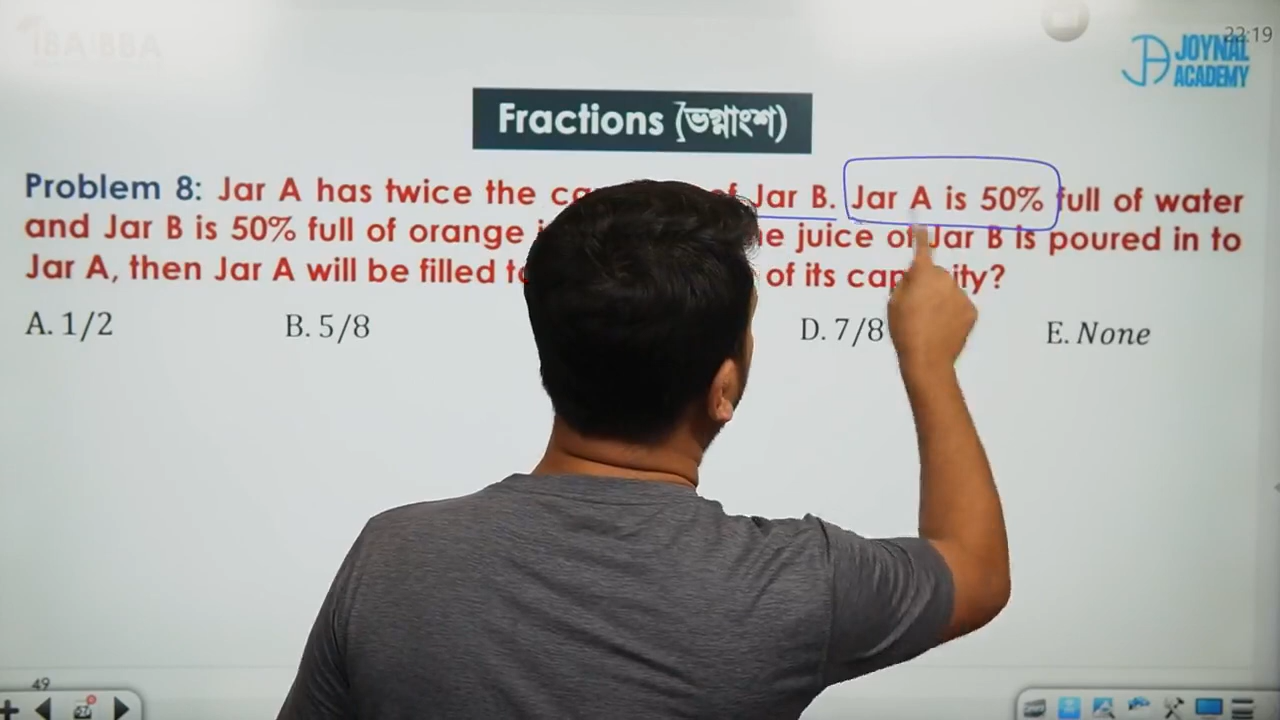 IBA BBA
22:19
JOYNAL
ACADEMY
Fractions (ভগ্নাংশ)
Problem 8: Jar A has twice the of Jar B. Jar A is 50% full of water
and Jar B is 50% full of orange juice of Jar B is poured in to
Jar A, then Jar A will be filled of its ?
A. 1/2 B. 5/8 D. 7/8 E. None
49